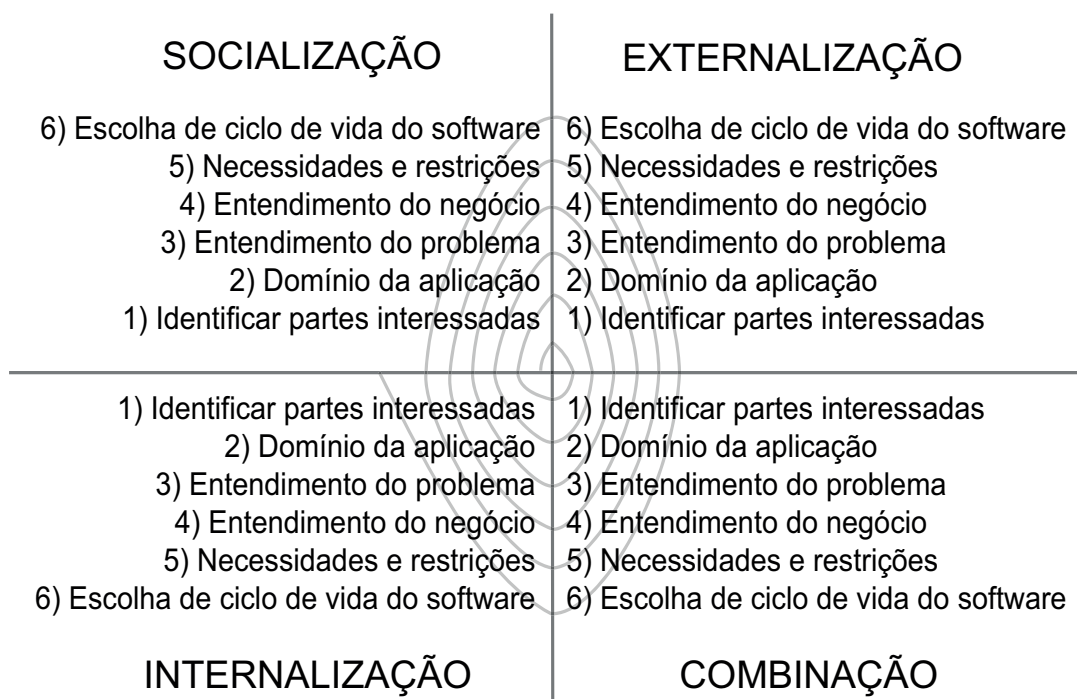 SOCIALIZAÇÃO
6) Escolha de ciclo de vida do software
5) Necessidades e restrições
4) Entendimento do negócio
3) Entendimento do problema
2) Domínio da aplicação
1) Identificar partes interessadas
EXTERNALIZAÇÃO
6) Escolha de ciclo de vida do software
5) Necessidades e restrições
4) Entendimento do negócio
3) Entendimento do problema
2) Domínio da aplicação
1) Identificar partes interessadas
1) Identificar partes interessadas
2) Domínio da aplicação
3) Entendimento do problema
4) Entendimento do negócio
5) Necessidades e restrições
6) Escolha de ciclo de vida do software
INTERNALIZAÇÃO
1) Identificar partes interessadas
2) Domínio da aplicação
3) Entendimento do problema
4) Entendimento do negócio
5) Necessidades e restrições
6) Escolha de ciclo de vida do software
COMBINAÇÃO